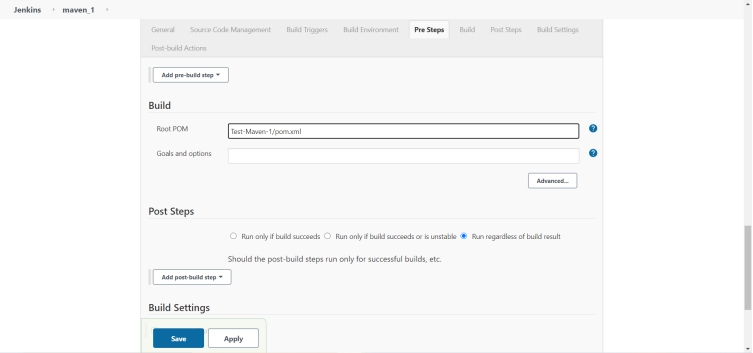 Jenkins maven_1
General Source Code Management Build Triggers Build Environment Pre Steps Build Post Steps Build Settings
Post-build Actions
Add pre-build step
Build
Root POM Test-Maven-1/pom.xml
Goals and options
Advanced...
Post Steps
Run only if build succeeds Run only if build succeeds or is unstable Run regardless of build result
Should the post-build steps run only for successful builds, etc.
Add post-build step
Build Settings
Save Apply